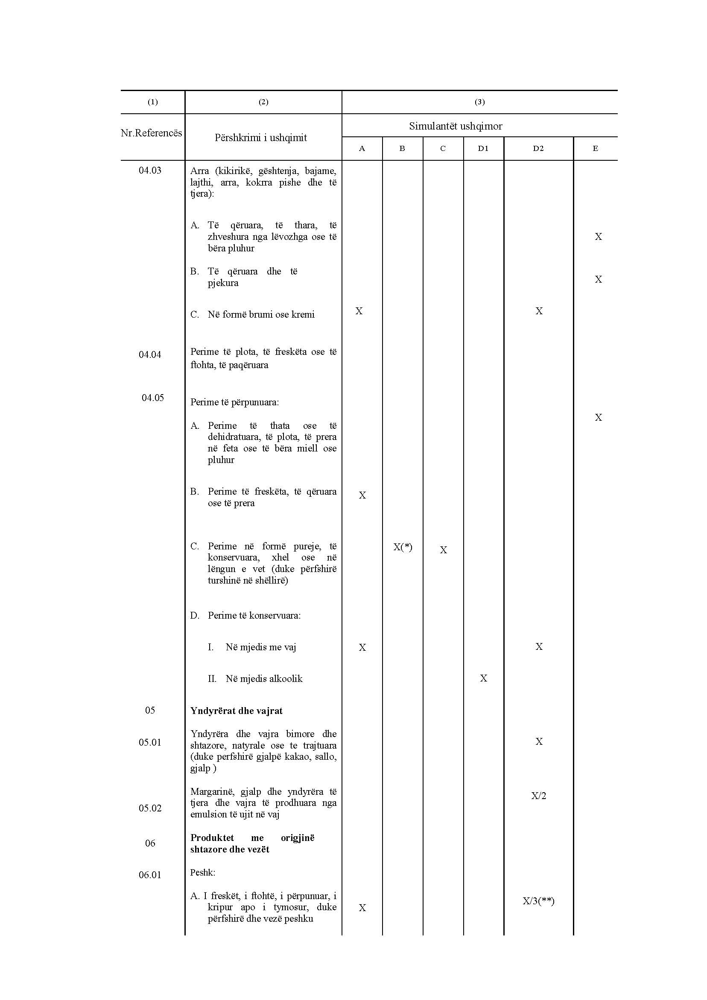 (1) (2) (3)
Nr.Referencës Përshkrimi i ushqimit Simulantët ushqimor
A B C D1 D2 E
04.03 Arra (kikirikë, gështenja, bajame,
lajthi, arra, kokrra pishe dhe të
tjera):
A. Të qëruara, të thara, të
zhveshura nga lëvozhga ose të X
bëra pluhur
B. Të qëruara dhe të
pjekura X
C. Në formë brumi ose kremi X X
04.04 Perime të plota, të freskëta ose të
ftohta, të paqëruara
04.05 Perime të përpunuara:
X
A. Perime të thata ose të
dehidratuara, të plota, të prera
në feta ose të bëra miell ose
pluhur
B. Perime të freskëta, të qëruara X
ose të prera
C. Perime në formë pureje, të X(*) X
konservuara, xhel ose në
lëngun e vet (duke përfshirë
turshinë në shëllirë)
D. Perime të konservuara:
I. Në mjedis me vaj X X
II. Në mjedis alkoolik X
05 Yndyrërat dhe vajrat
Yndyrëra dhe vajra bimore dhe
05.01 shtazore, natyrale ose te trajtuara X
(duke perfshirë gjalpë kakao, sallo,
gjalp )
Margarinë, gjalp dhe yndyrëra të X/2
tjera dhe vajra të prodhuara nga
05.02 emulsion të ujit në vaj
06 Produktet me origjinë
shtazore dhe vezët
06.01 Peshk:
A. I freskët, i ftohtë, i përpunuar, i X/3(**)
kripur apo i tymosur, duke X
përfshirë dhe vezë peshku